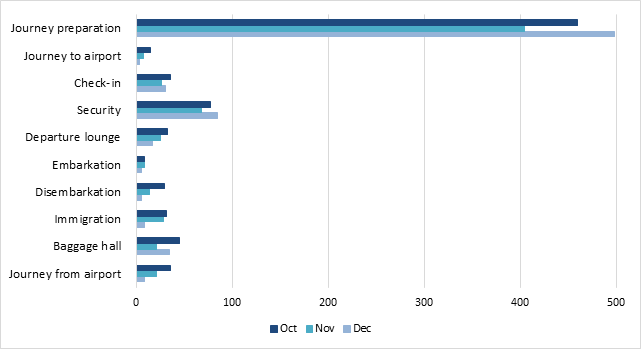 Journey preparation
Journey to airport
Check-in
Security
Departure lounge
Embarkation
Disembarkation
Immigration
Baggage hall
Journey from airport
0 100 200 300 400 500
Oct Nov Dec